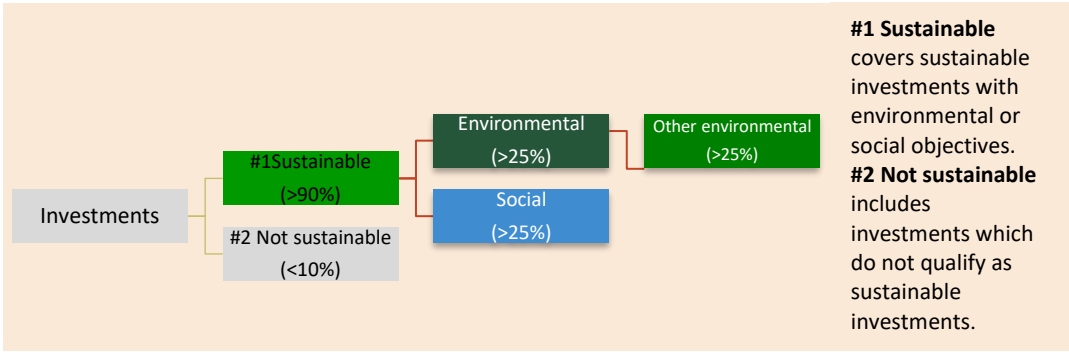 Investments
#1Sustainable
(>90%)
#2 Not sustainable
(<10%)
Environmental
(>25%)
Social
(>25%)
Other environmental
(>25%)
#1 Sustainable
covers sustainable
investments with
environmental or
social objectives.
#2 Not sustainable
includes
investments which
do not qualify as
sustainable
investments.